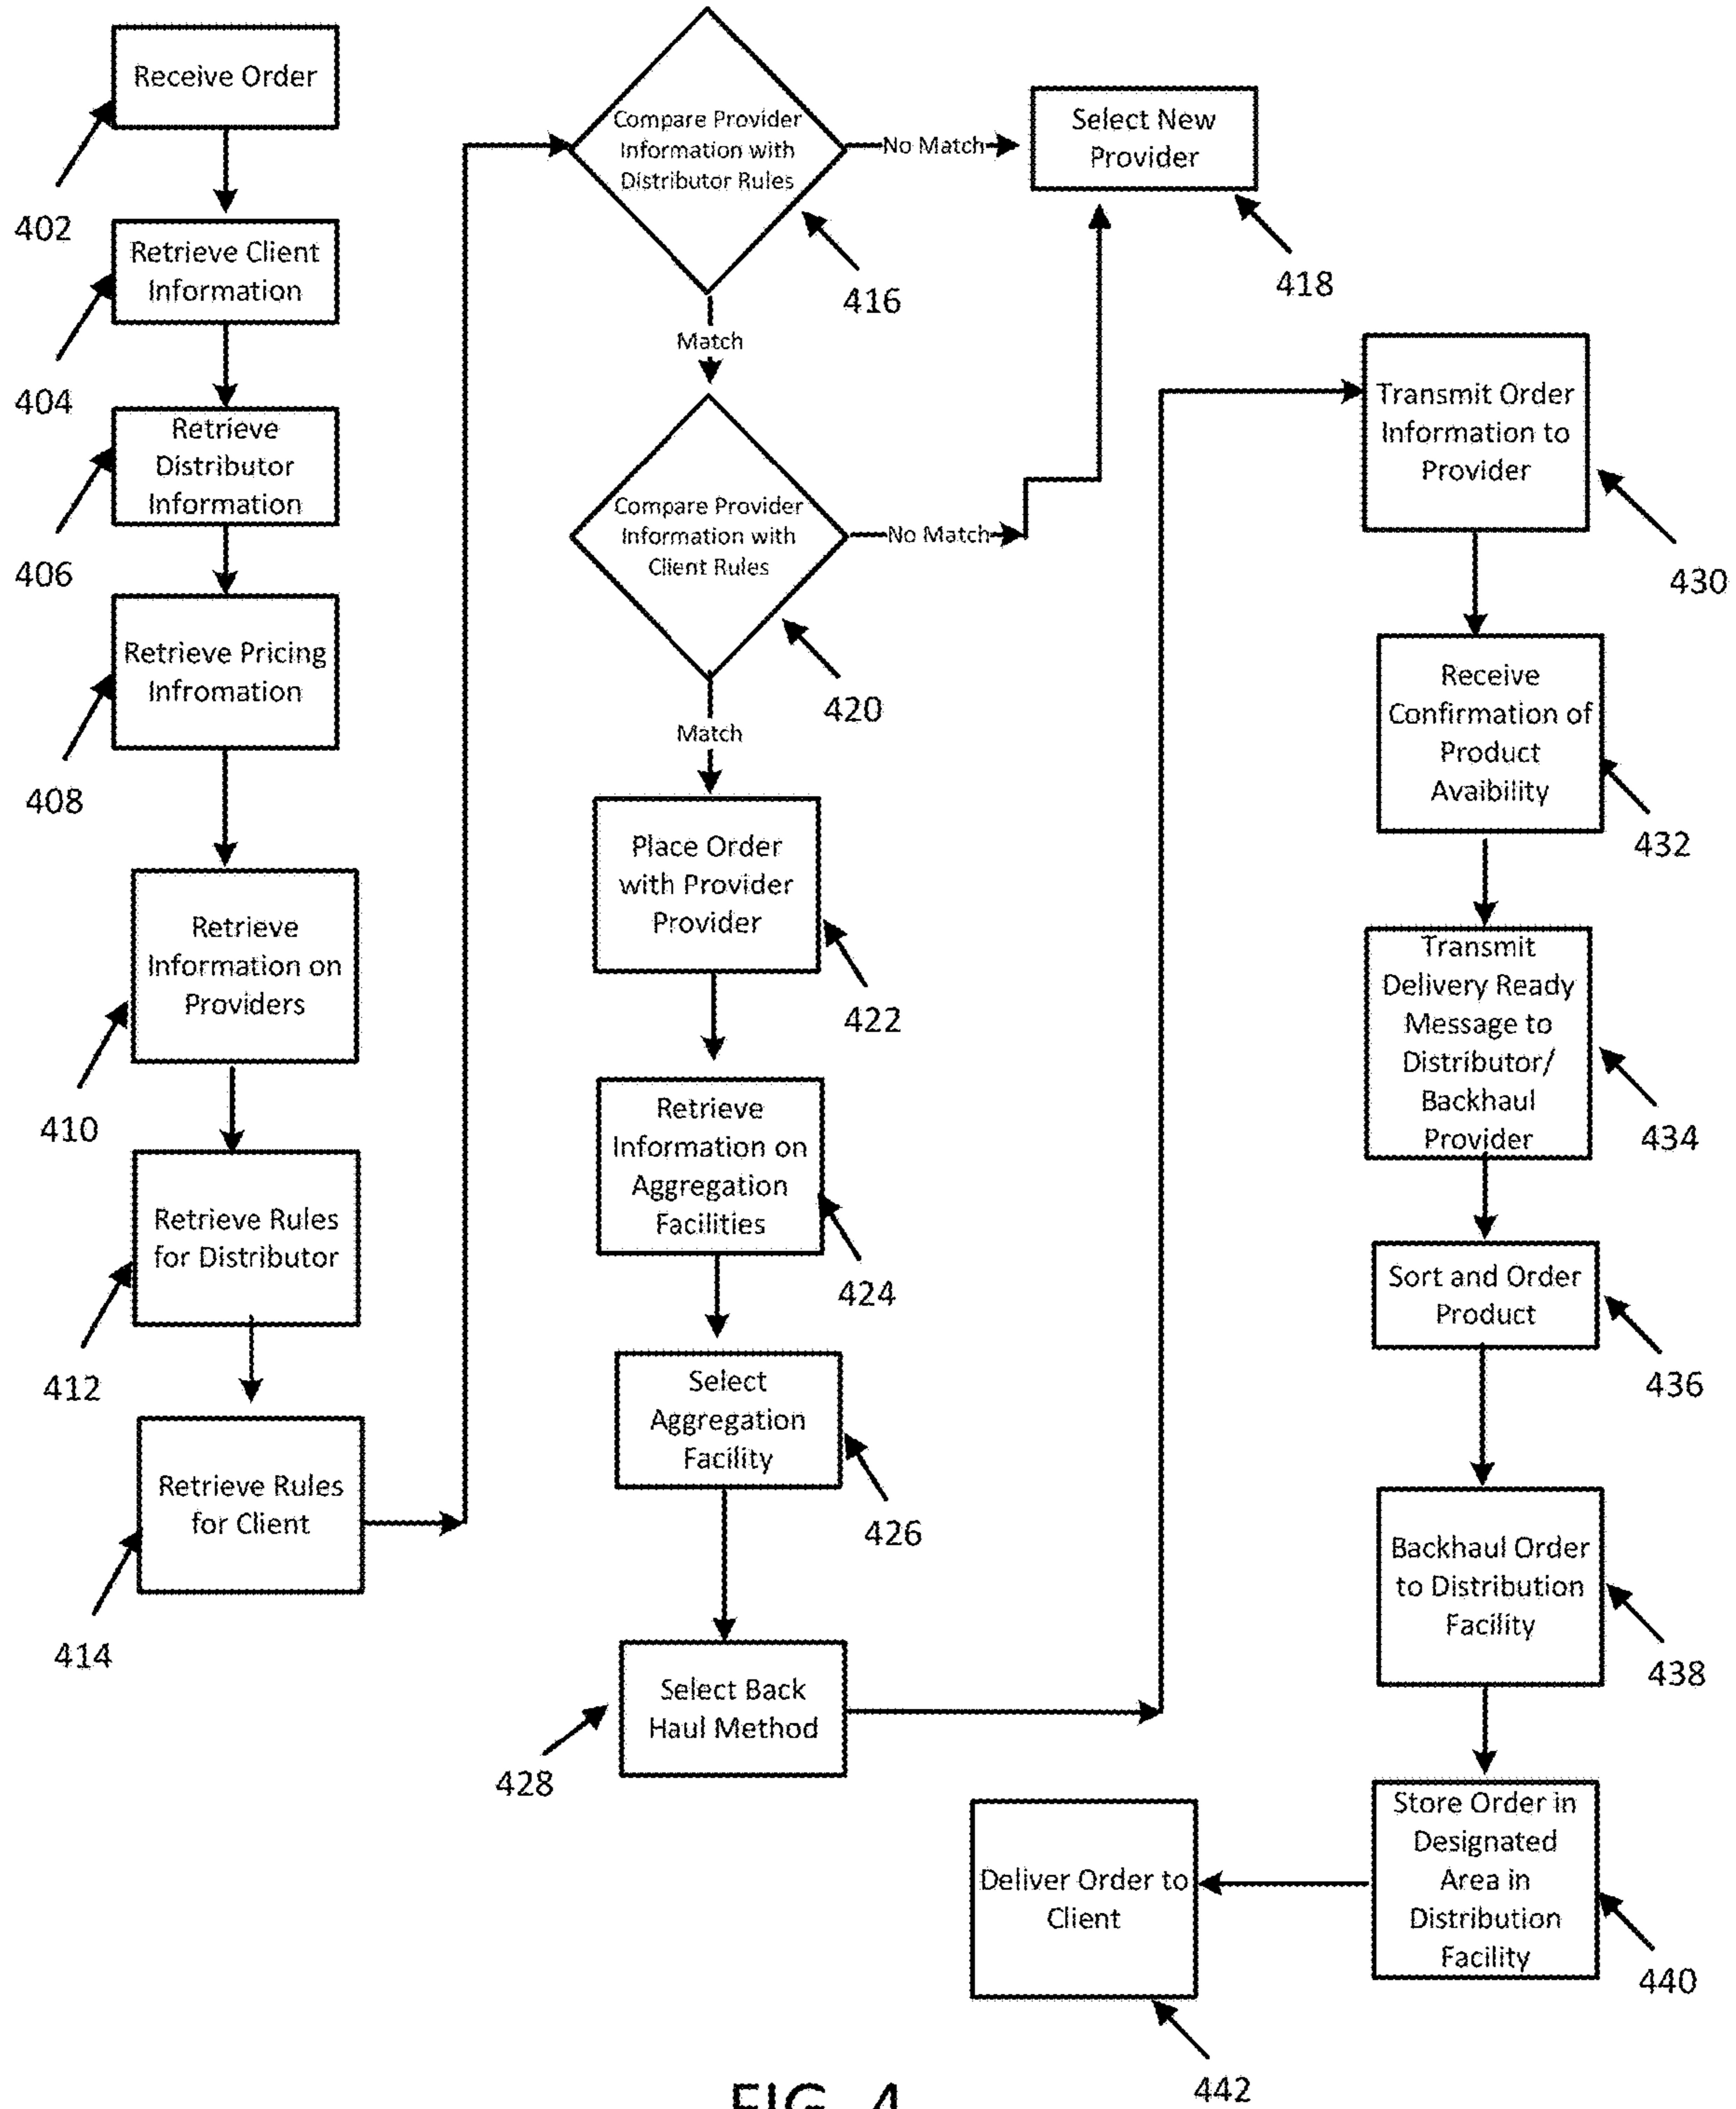 Receive Order
402
Retrieve Client
Information
404
Retrieve
Distributor
Information
406
Retrieve Pricing
Infromation
408
Retrieve
Information on
Providers
410
Retrieve Rules
for Distributor
412
Retrieve Rules
for Client
414
Compare Provider
Information with
Distributor Rules
416
No Match
Select New
Provider
418
Match
Compare Provider
Information with
Client Rules
420
No Match
Match
Place Order
with Provider
Provider
422
Retrieve
Information on
Aggregation
Facilities
424
Select
Aggregation
Facility
426
Select Back
Haul Method
428
Transmit Order
Information to
Provider
430
Receive
Confirmation of
Product
Avaibility
432
Transmit
Delivery Ready
Message to
Distributor/
Backhaul
Provider
434
Sort and Order
Product
436
Backhaul Order
to Distribution
Facility
438
Store Order in
Designated
Area in
Distribution
Facility
440
Deliver Order to
Client
442
FIG. 4